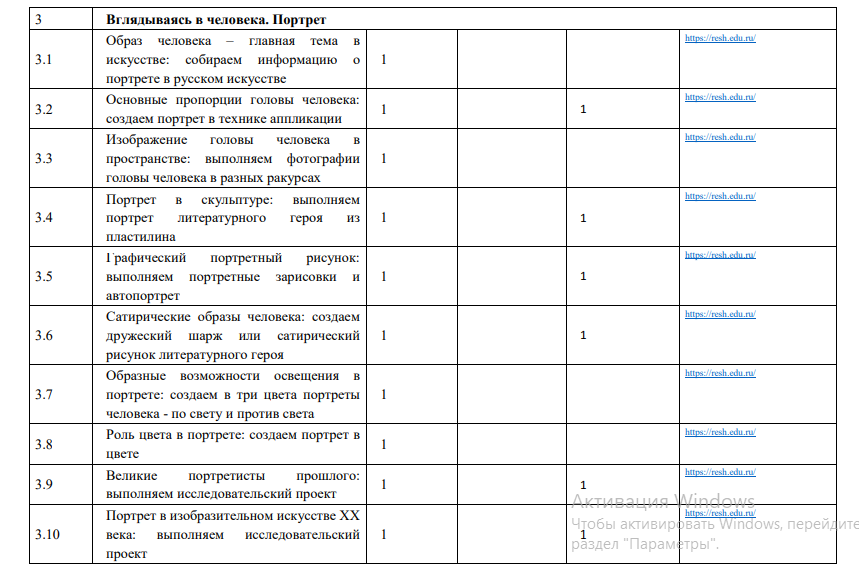 3 Вглядываясь в человека. Портрет
3.1 Образ человека – главная тема в искусстве: собираем информацию о портрете в русском искусстве 1 https://resh.edu.ru/
3.2 Основные пропорции головы человека: создаем портрет в технике аппликации 1 1 https://resh.edu.ru/
3.3 Изображение головы человека в пространстве: выполняем фотографии головы человека в разных ракурсах 1 https://resh.edu.ru/
3.4 Портрет в скульптуре: выполняем портрет литературного героя из пластилина 1 1 https://resh.edu.ru/
3.5 Графический портретный рисунок: выполняем портретные зарисовки и автопортрет 1 1 https://resh.edu.ru/
3.6 Сатирические образы человека: создаем дружеский шарж или сатирический рисунок литературного героя 1 1 https://resh.edu.ru/
3.7 Образные возможности освещения в портрете: создаем в три цвета портреты человека - по свету и против света 1 https://resh.edu.ru/
3.8 Роль цвета в портрете: создаем портрет в цвете 1 https://resh.edu.ru/
3.9 Великие портретисты прошлого: выполняем исследовательский проект 1 1 https://resh.edu.ru/
3.10 Портрет в изобразительном искусстве XX века: выполняем исследовательский проект 1 1 https://resh.edu.ru/
Активация Windows
Чтобы активировать Windows, перейдите
раздел "Параметры".